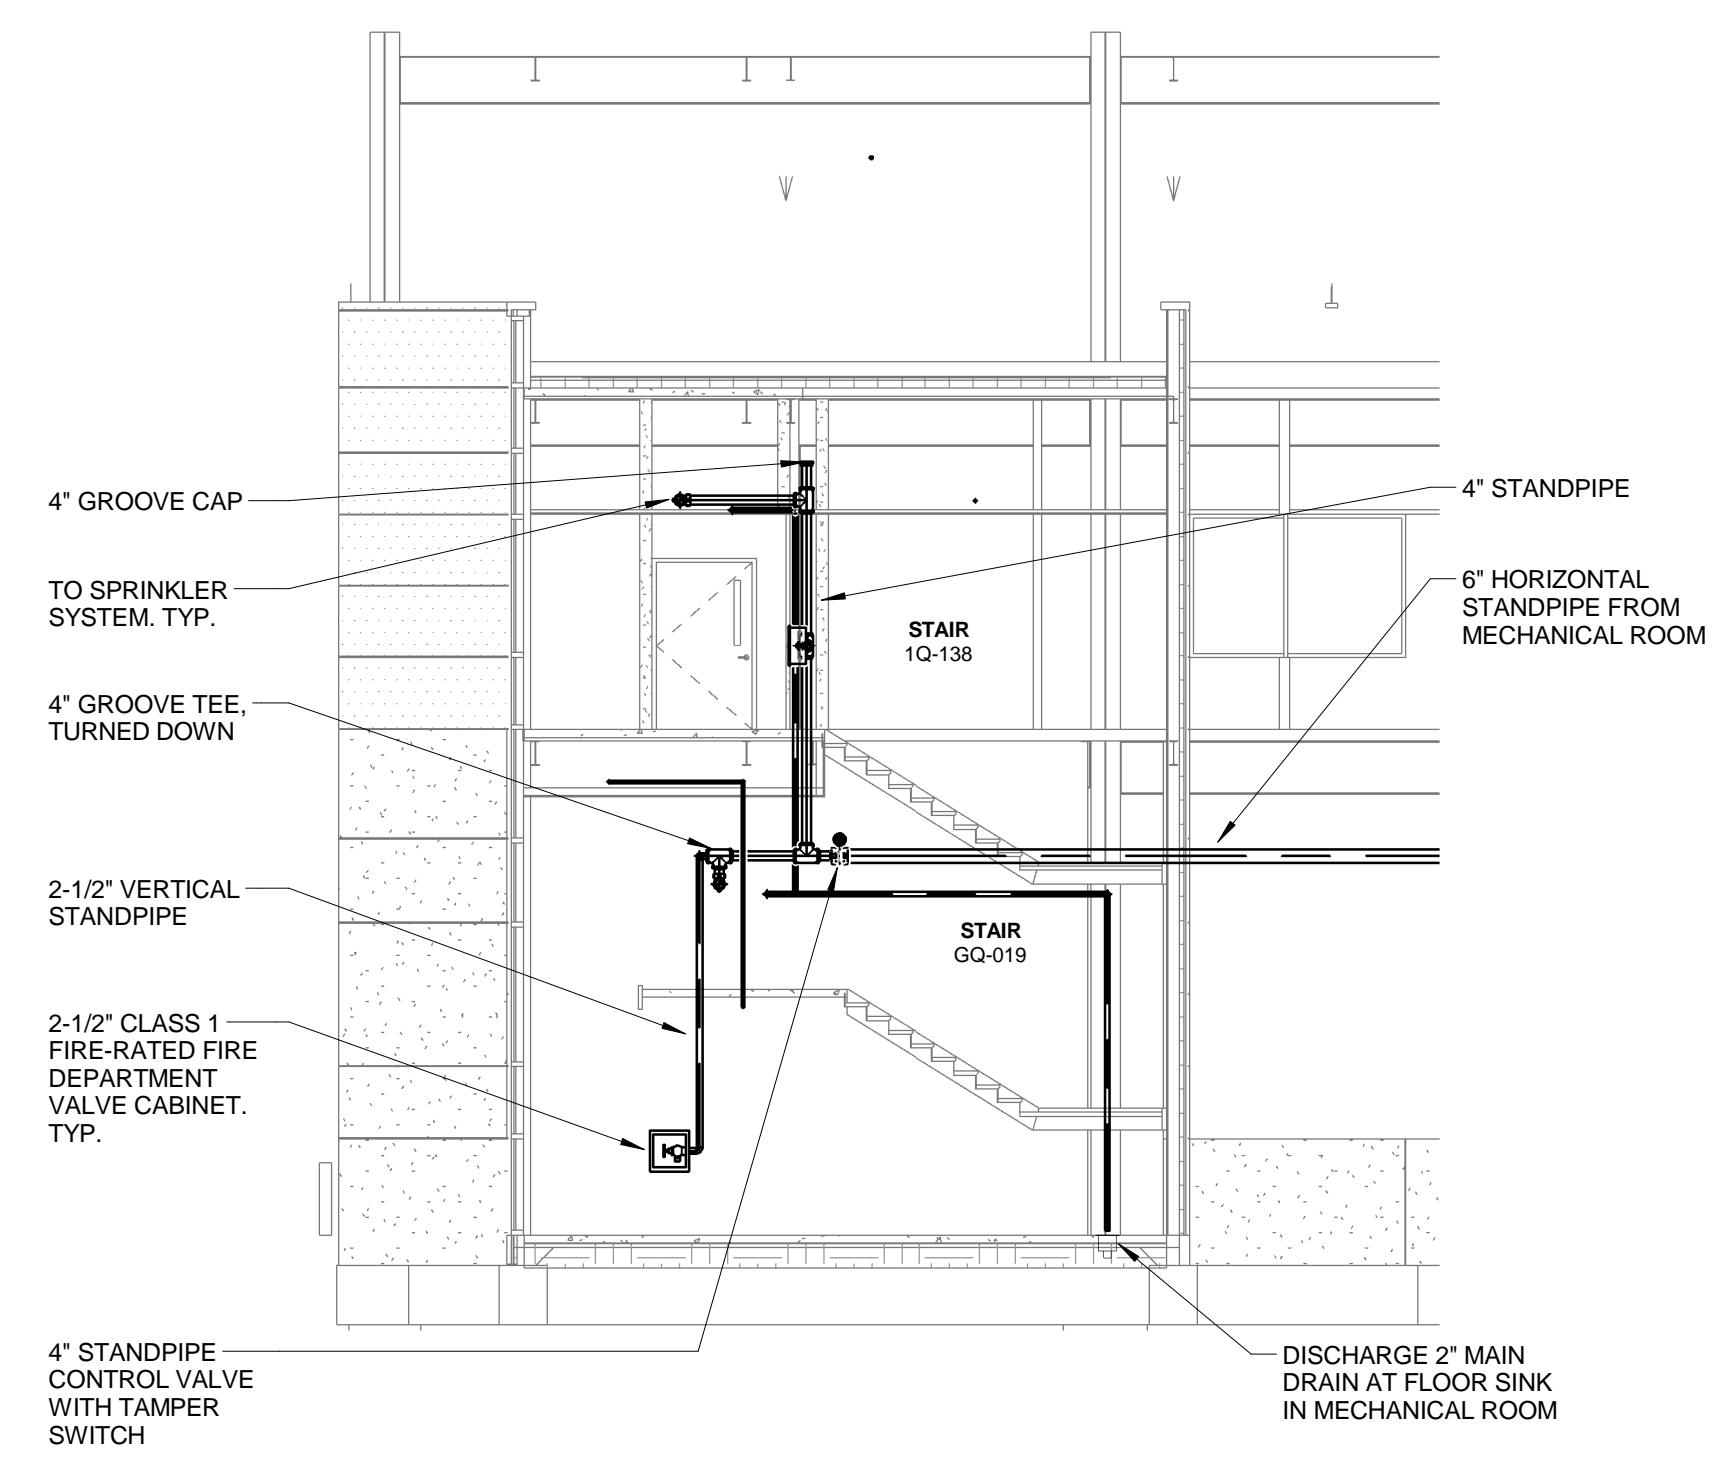 4" GROOVE CAP
TO SPRINKLER
SYSTEM. TYP.
4" GROOVE TEE,
TURNED DOWN
2-1/2" VERTICAL
STANDPIPE
2-1/2" CLASS 1
FIRE-RATED FIRE
DEPARTMENT
VALVE CABINET.
TYP.
4" STANDPIPE
CONTROL VALVE
WITH TAMPER
SWITCH
STAIR
1Q-138
STAIR
GQ-019
4" STANDPIPE
6" HORIZONTAL
STANDPIPE FROM
MECHANICAL ROOM
DISCHARGE 2" MAIN
DRAIN AT FLOOR SINK
IN MECHANICAL ROOM